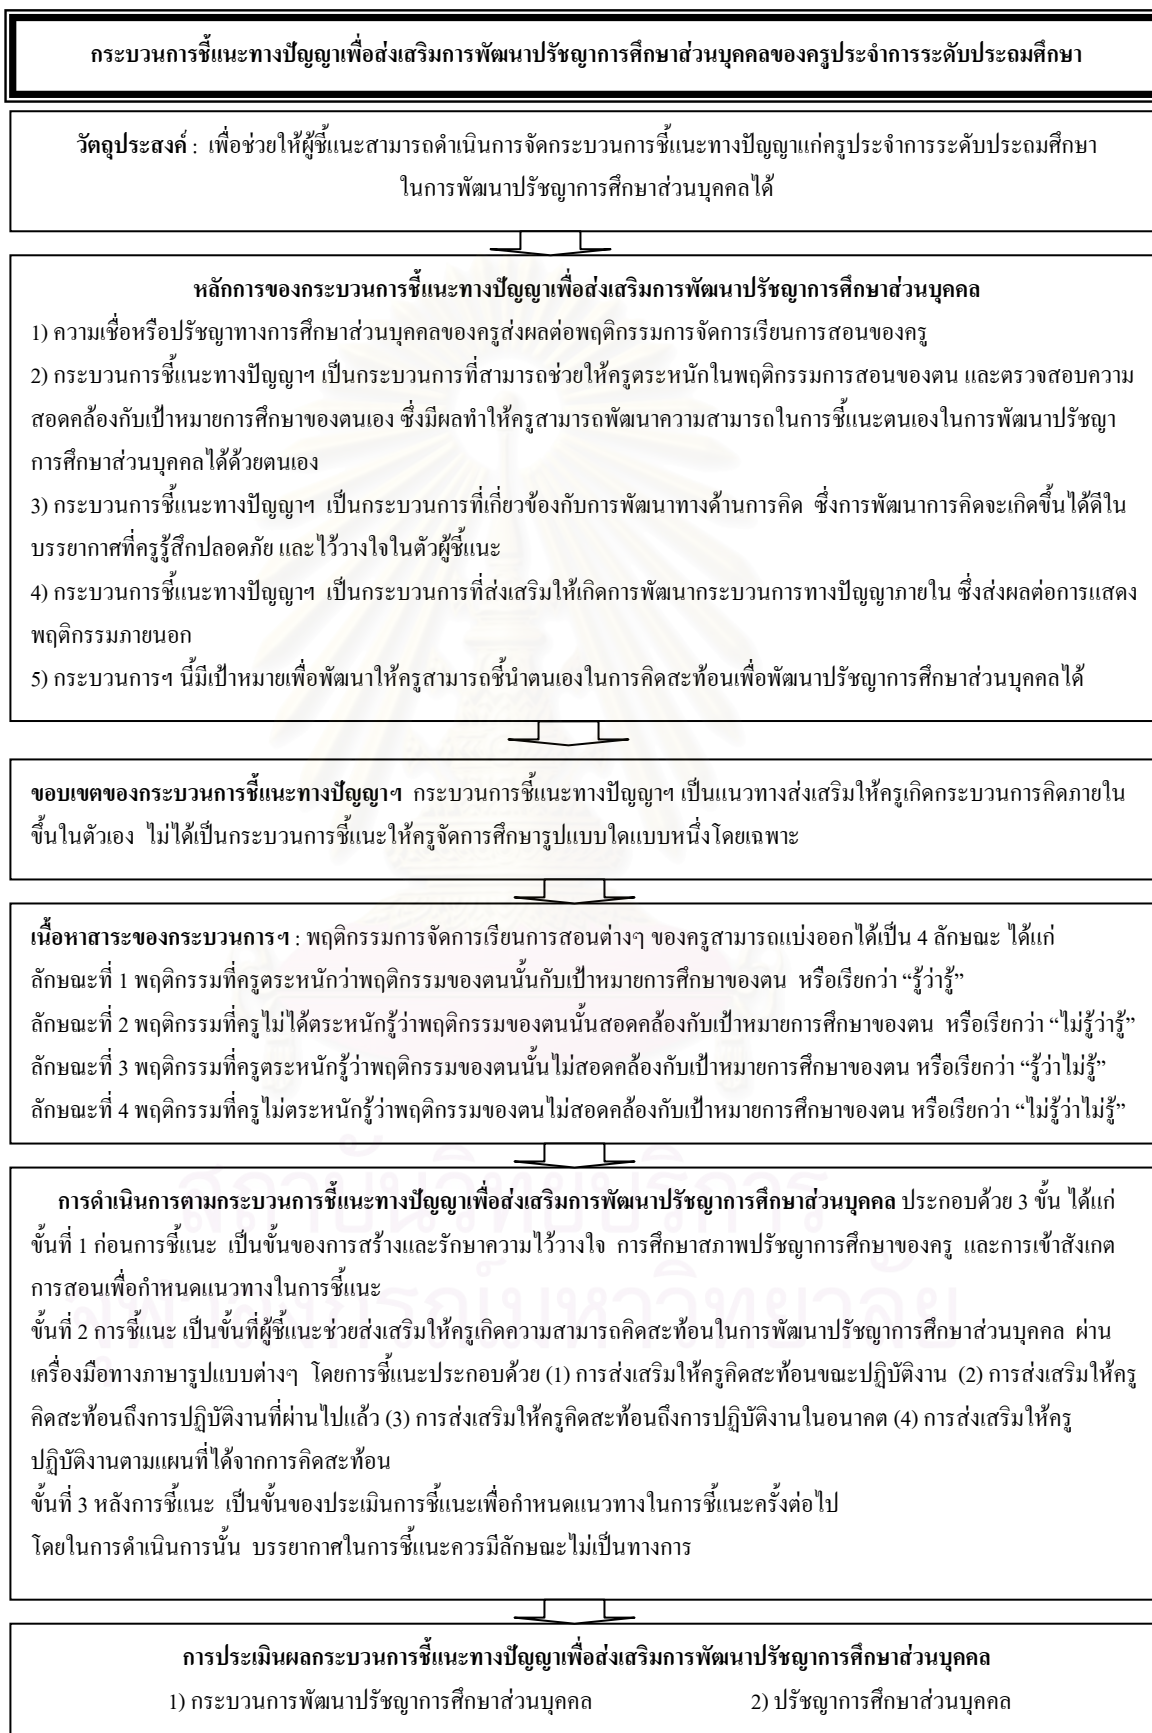 กระบวนการชี้แนะทางปัญญาเพื่อส่งเสริมการพัฒนาปรัชญาการศึกษาส่วนบุคคลของครูประจำการระดับประถมศึกษา
วัตถุประสงค์ : เพื่อช่วยให้ผู้ชี้แนะสามารถดำเนินการจัดกระบวนการชี้แนะทางปัญญาแก่ครูประจำการระดับประถมศึกษา
ในการพัฒนาปรัชญาการศึกษาส่วนบุคคลได้
หลักการของกระบวนการชี้แนะทางปัญญาเพื่อส่งเสริมการพัฒนาปรัชญาการศึกษาส่วนบุคคล
1) ความเชื่อหรือปรัชญาทางการศึกษาส่วนบุคคลของครูส่งผลต่อพฤติกรรมการจัดการเรียนการสอนของครู
2) กระบวนการชี้แนะทางปัญญาฯ เป็นกระบวนการที่สามารถช่วยให้ครูตระหนักในพฤติกรรมการสอนของตน และตรวจสอบความ
สอดคล้องกับเป้าหมายการศึกษาของตนเอง ซึ่งมีผลทำให้ครูสามารถพัฒนาความสามารถในการชี้แนะตนเองในการพัฒนาปรัชญา
การศึกษาส่วนบุคคลได้ด้วยตนเอง
3) กระบวนการชี้แนะทางปัญญาฯ เป็นกระบวนการที่เกี่ยวข้องกับการพัฒนาทางด้านการคิด ซึ่งการพัฒนาการคิดจะเกิดขึ้นได้ดีใน
บรรยากาศที่ครูรู้สึกปลอดภัย และไว้วางใจในตัวผู้ชี้แนะ
4) กระบวนการชี้แนะทางปัญญาฯ เป็นกระบวนการที่ส่งเสริมให้เกิดการพัฒนากระบวนการทางปัญญาภายใน ซึ่งส่งผลต่อการแสดง
พฤติกรรมภายนอก
5) กระบวนการฯ นี้มีเป้าหมายเพื่อพัฒนาให้ครูสามารถชี้นำตนเองในการคิดสะท้อนเพื่อพัฒนาปรัชญาการศึกษาส่วนบุคคลได้
ขอบเขตของกระบวนการชี้แนะทางปัญญาฯ กระบวนการชี้แนะทางปัญญาฯ เป็นแนวทางส่งเสริมให้ครูเกิดกระบวนการคิดภายใน
ขึ้นในตัวเอง ไม่ได้เป็นกระบวนการชี้แนะให้ครูจัดการศึกษารูปแบบใดแบบหนึ่งโดยเฉพาะ
เนื้อหาสาระของกระบวนการฯ : พฤติกรรมการจัดการเรียนการสอนต่างๆ ของครูสามารถแบ่งออกได้เป็น 4 ลักษณะ ได้แก่
ลักษณะที่ 1 พฤติกรรมที่ครูตระหนักว่าพฤติกรรมของตนนั้นกับเป้าหมายการศึกษาของตน หรือเรียกว่า “รู้ว่ารู้”
ลักษณะที่ 2 พฤติกรรมที่ครูไม่ได้ตระหนักรู้ว่าพฤติกรรมของตนนั้นสอดคล้องกับเป้าหมายการศึกษาของตน หรือเรียกว่า “ไม่รู้ว่ารู้”
ลักษณะที่ 3 พฤติกรรมที่ครูตระหนักรู้ว่าพฤติกรรมของตนนั้นไม่สอดคล้องกับเป้าหมายการศึกษาของตน หรือเรียกว่า “รู้ว่าไม่รู้”
ลักษณะที่ 4 พฤติกรรมที่ครูไม่ตระหนักรู้ว่าพฤติกรรมของตนไม่สอดคล้องกับเป้าหมายการศึกษาของตน หรือเรียกว่า “ไม่รู้ว่าไม่รู้”
การดำเนินการตามกระบวนการชี้แนะทางปัญญาเพื่อส่งเสริมการพัฒนาปรัชญาการศึกษาส่วนบุคคล ประกอบด้วย 3 ขั้น ได้แก่
ขั้นที่ 1 ก่อนการชี้แนะ เป็นขั้นของการสร้างและรักษาความไว้วางใจ การศึกษาสภาพปรัชญาการศึกษาของครู และการเข้าสังเกต
การสอนเพื่อกำหนดแนวทางในการชี้แนะ
ขั้นที่ 2 การชี้แนะ เป็นขั้นที่ผู้ชี้แนะช่วยส่งเสริมให้ครูเกิดความสามารถคิดสะท้อนในการพัฒนาปรัชญาการศึกษาส่วนบุคคล ผ่าน
เครื่องมือทางภาษารูปแบบต่างๆ โดยการชี้แนะประกอบด้วย (1) การส่งเสริมให้ครูคิดสะท้อนขณะปฏิบัติงาน (2) การส่งเสริมให้ครู
คิดสะท้อนถึงการปฏิบัติงานที่ผ่านไปแล้ว (3) การส่งเสริมให้ครูคิดสะท้อนถึงการปฏิบัติงานในอนาคต (4) การส่งเสริมให้ครู
ปฏิบัติงานตามแผนที่ได้จากการคิดสะท้อน
ขั้นที่ 3 หลังการชี้แนะ เป็นขั้นของประเมินการชี้แนะเพื่อกำหนดแนวทางในการชี้แนะครั้งต่อไป
โดยในการดำเนินการนั้น บรรยากาศในการชี้แนะควรมีลักษณะไม่เป็นทางการ
สถาบันวิทยบริการ
จุฬาลงกรณ์มหาวิทยาลัย
การประเมินผลกระบวนการชี้แนะทางปัญญาเพื่อส่งเสริมการพัฒนาปรัชญาการศึกษาส่วนบุคคล
1) กระบวนการพัฒนาปรัชญาการศึกษาส่วนบุคคล 2) ปรัชญาการศึกษาส่วนบุคคล